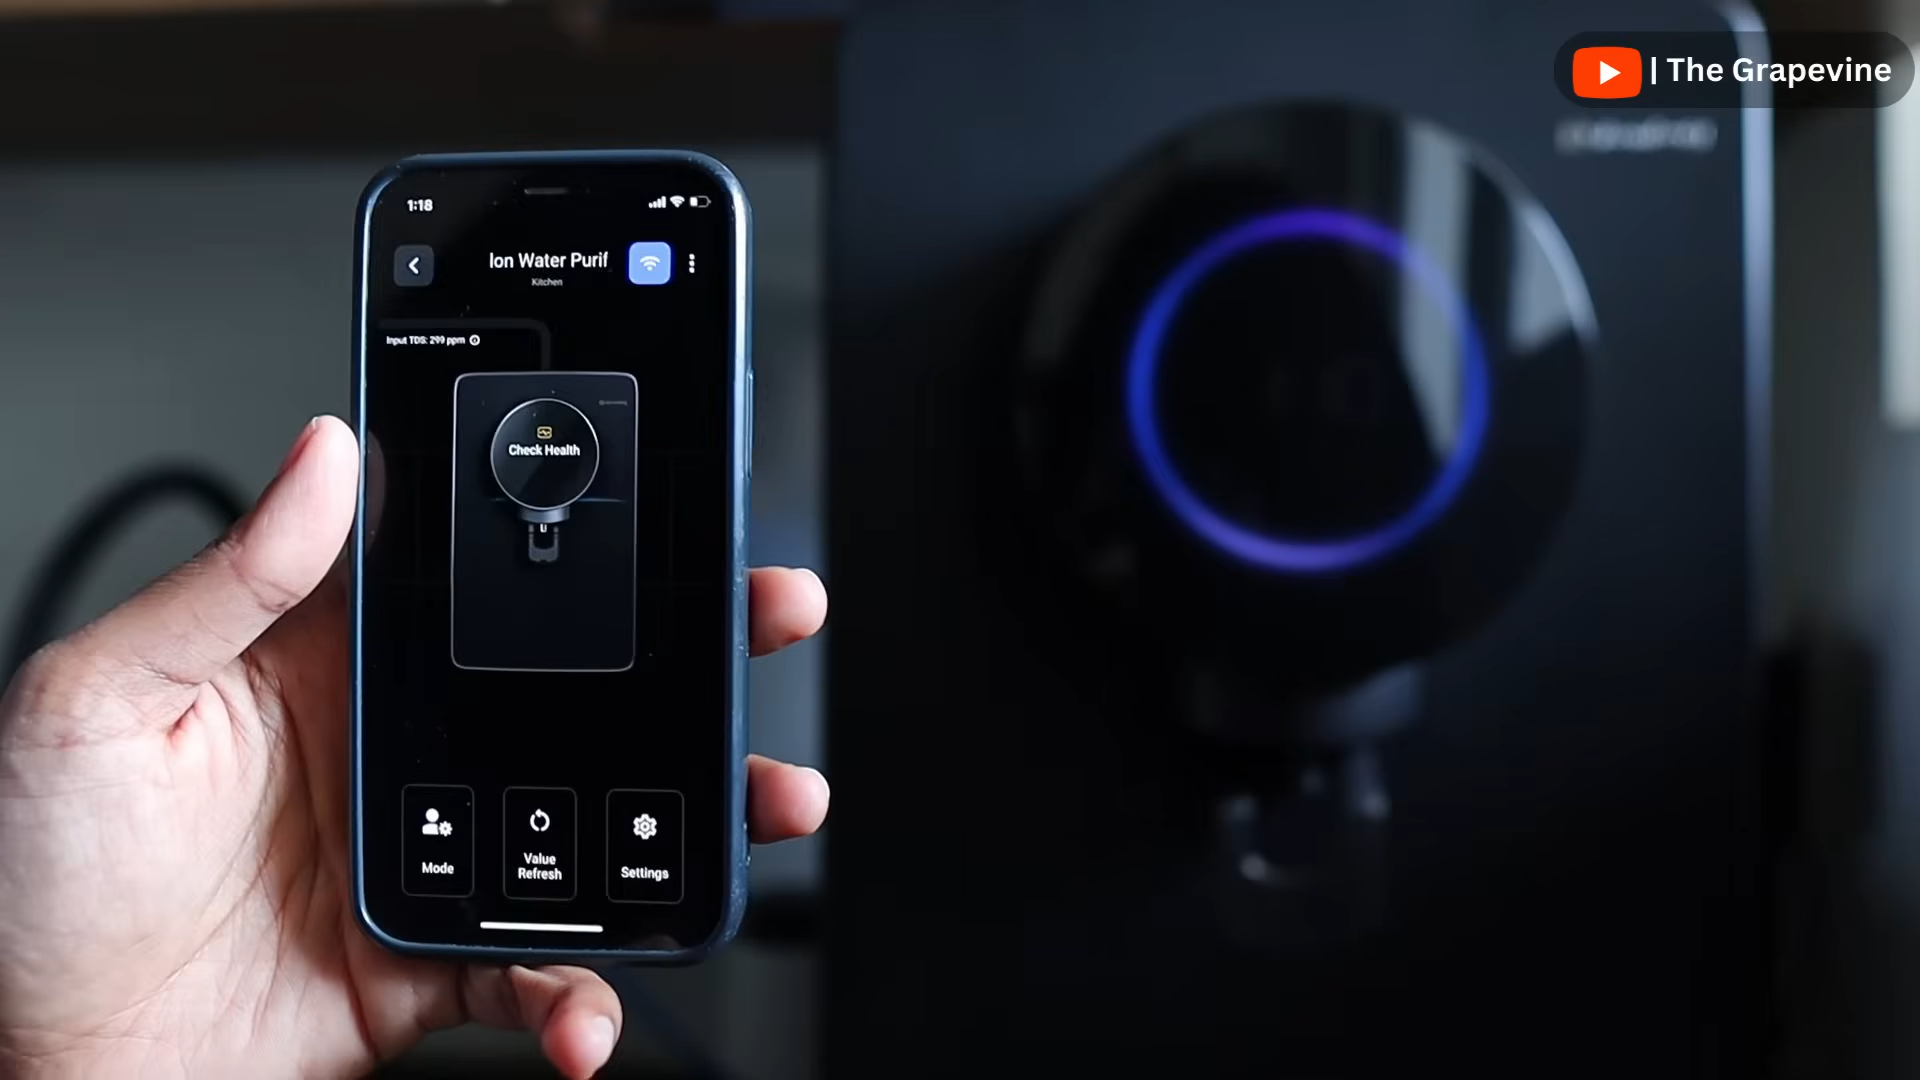 | The Grapevine
1:18
Ion Water Purif
Kitchen
Input TDS: 299 ppm
Check Health
Mode
Value
Refresh
Settings